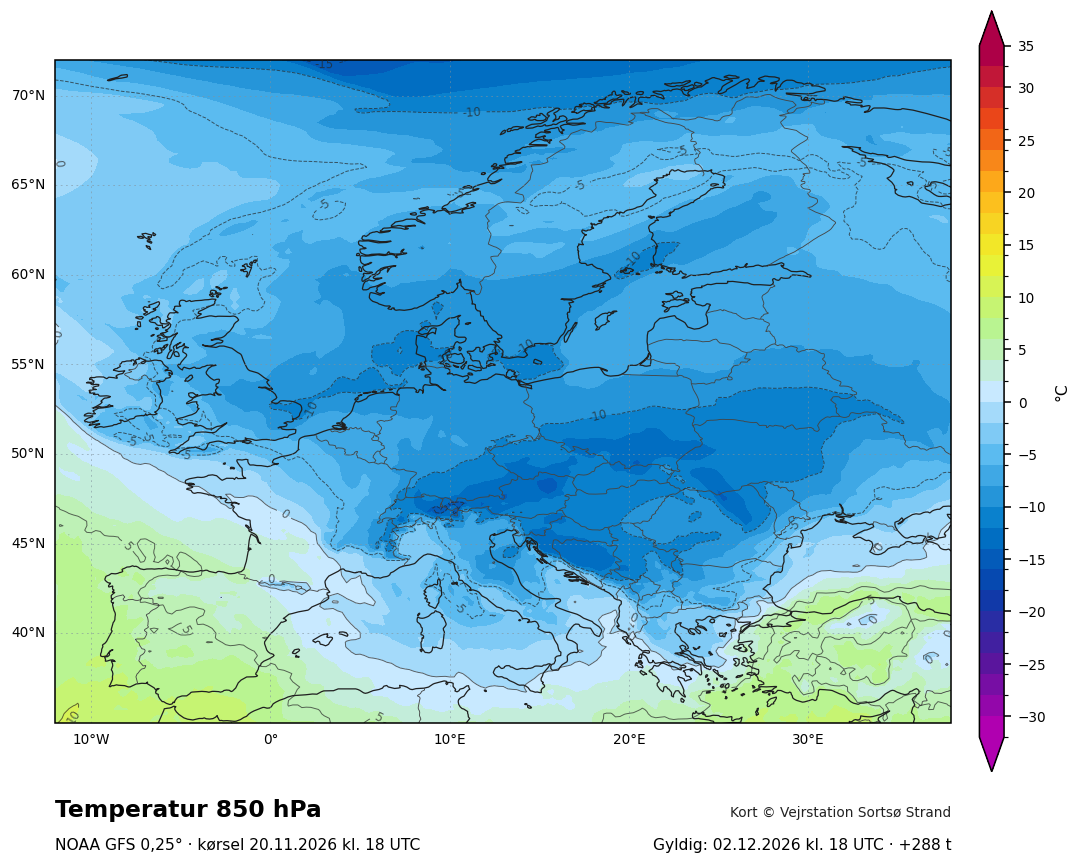 70°N
65°N
60°N
55°N
50°N
45°N
40°N
10°W
0°
10°E
20°E
30°E
35
30
25
20
15
10
5
0
−5
−10
−15
−20
−25
−30
°C
Temperatur 850 hPa
Kort © Vejrstation Sortsø Strand
NOAA GFS 0,25° · kørsel 20.11.2026 kl. 18 UTC
Gyldig: 02.12.2026 kl. 18 UTC · +288 t